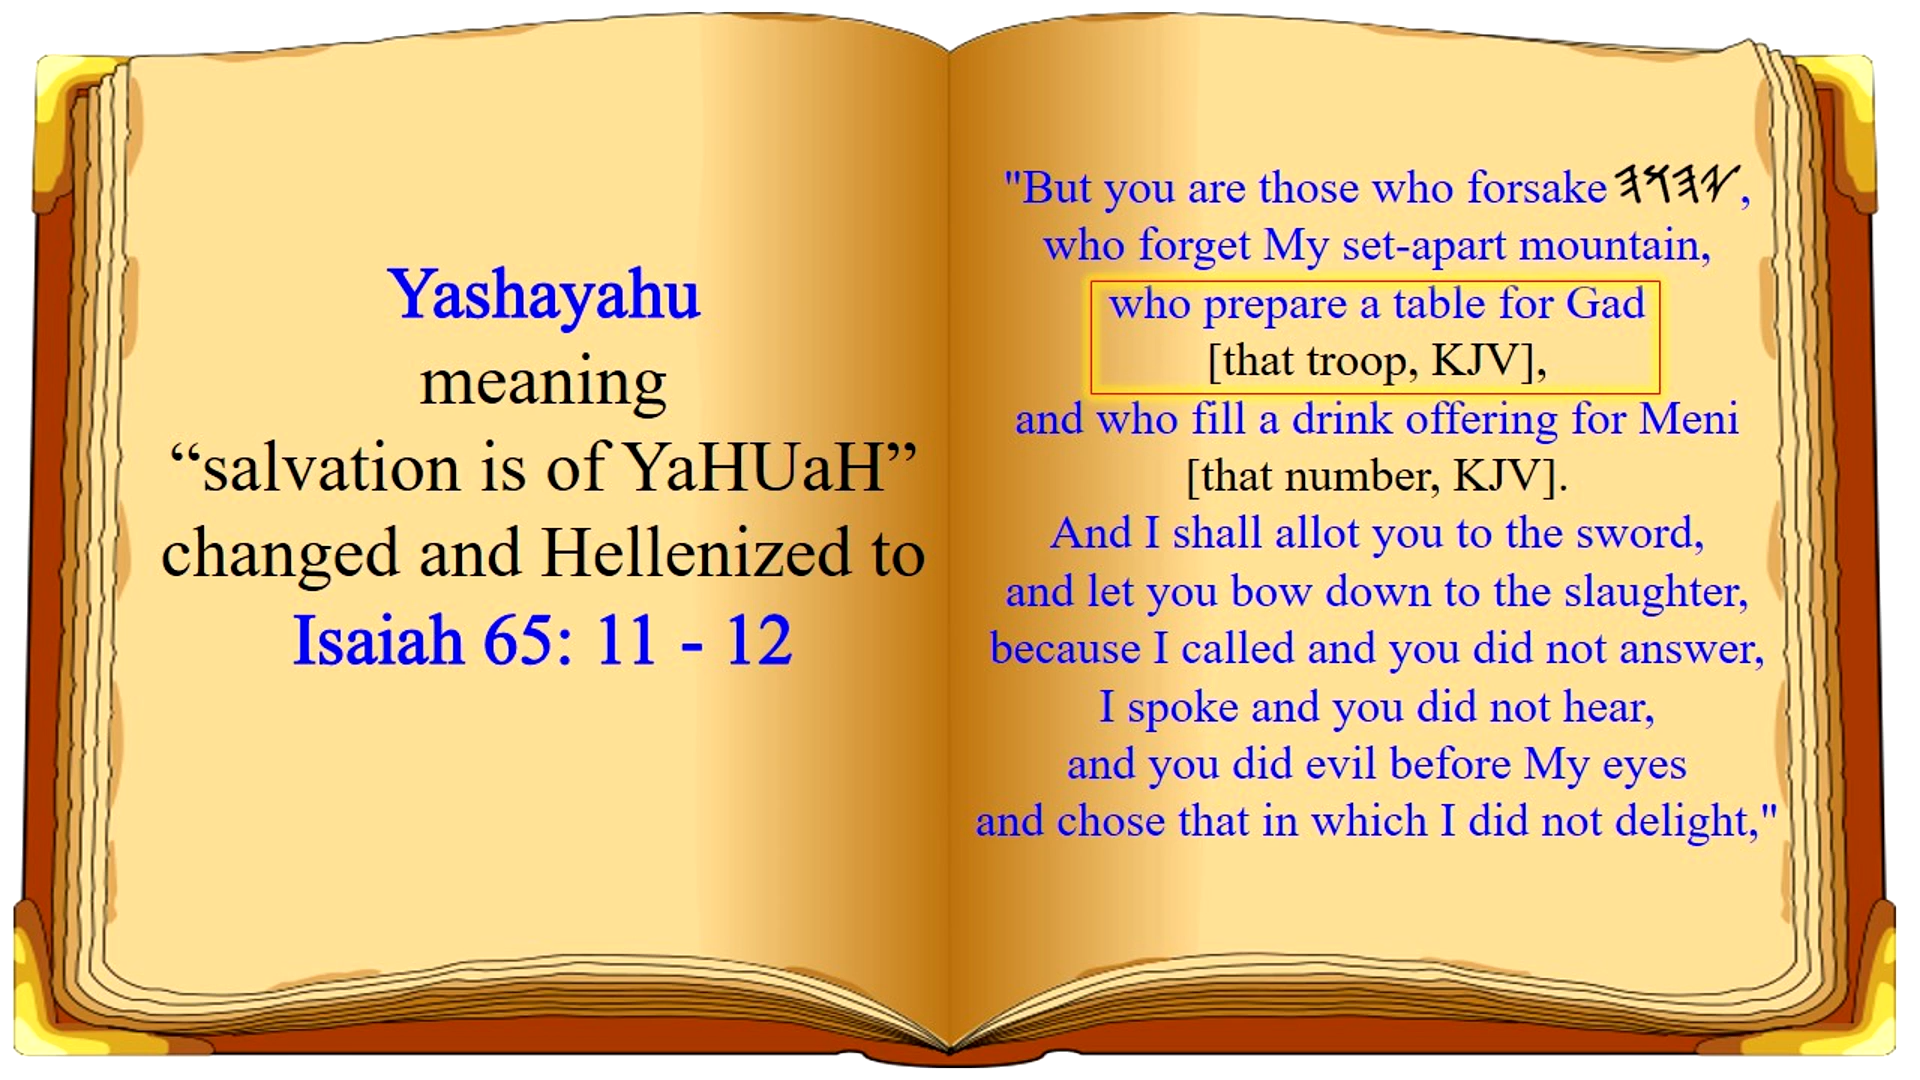 Yashayahu
meaning
“salvation is of YaHUaH”
changed and Hellenized to
Isaiah 65: 11 - 12
"But you are those who forsake 𐤉𐤄𐤅𐤄,
who forget My set-apart mountain,
who prepare a table for Gad
[that troop, KJV],
and who fill a drink offering for Meni
[that number, KJV].
And I shall allot you to the sword,
and let you bow down to the slaughter,
because I called and you did not answer,
I spoke and you did not hear,
and you did evil before My eyes
and chose that in which I did not delight,"